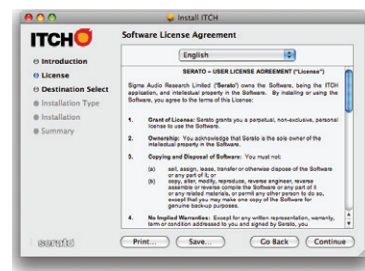 Install ITCH
ITCH
Software License Agreement
English
Introduction
License
Destination Select
Installation Type
Installation
Summary
SERATO – USER LICENSE AGREEMENT ("License")
Sigma Audio Research Limited ("Serato") owns the Software, being the ITCH
application, and intellectual property in the Software. By installing or using the
Software, you agree to the terms of this License:
1. Grant of License: Serato grants you a perpetual, non-exclusive, personal
license to use the Software.
2. Ownership: You acknowledge that Serato is the sole owner of the
intellectual property in the Software.
3. Copying and Disposal of Software: You must not:
(a) sell, assign, lease, transfer or otherwise dispose of the Software
or any part of it; or
(b) copy, alter, modify, reproduce, reverse engineer, reverse
assemble or reverse compile the Software or any part of it
or any related materials, or permit any other person to do so,
except that you may make one copy of the Software for
genuine back-up purposes.
4. No Implied Warranties: Except for any written representation, warranty,
term or condition addressed to you and signed by Serato, you
serato
Print...
Save...
Go Back
Continue